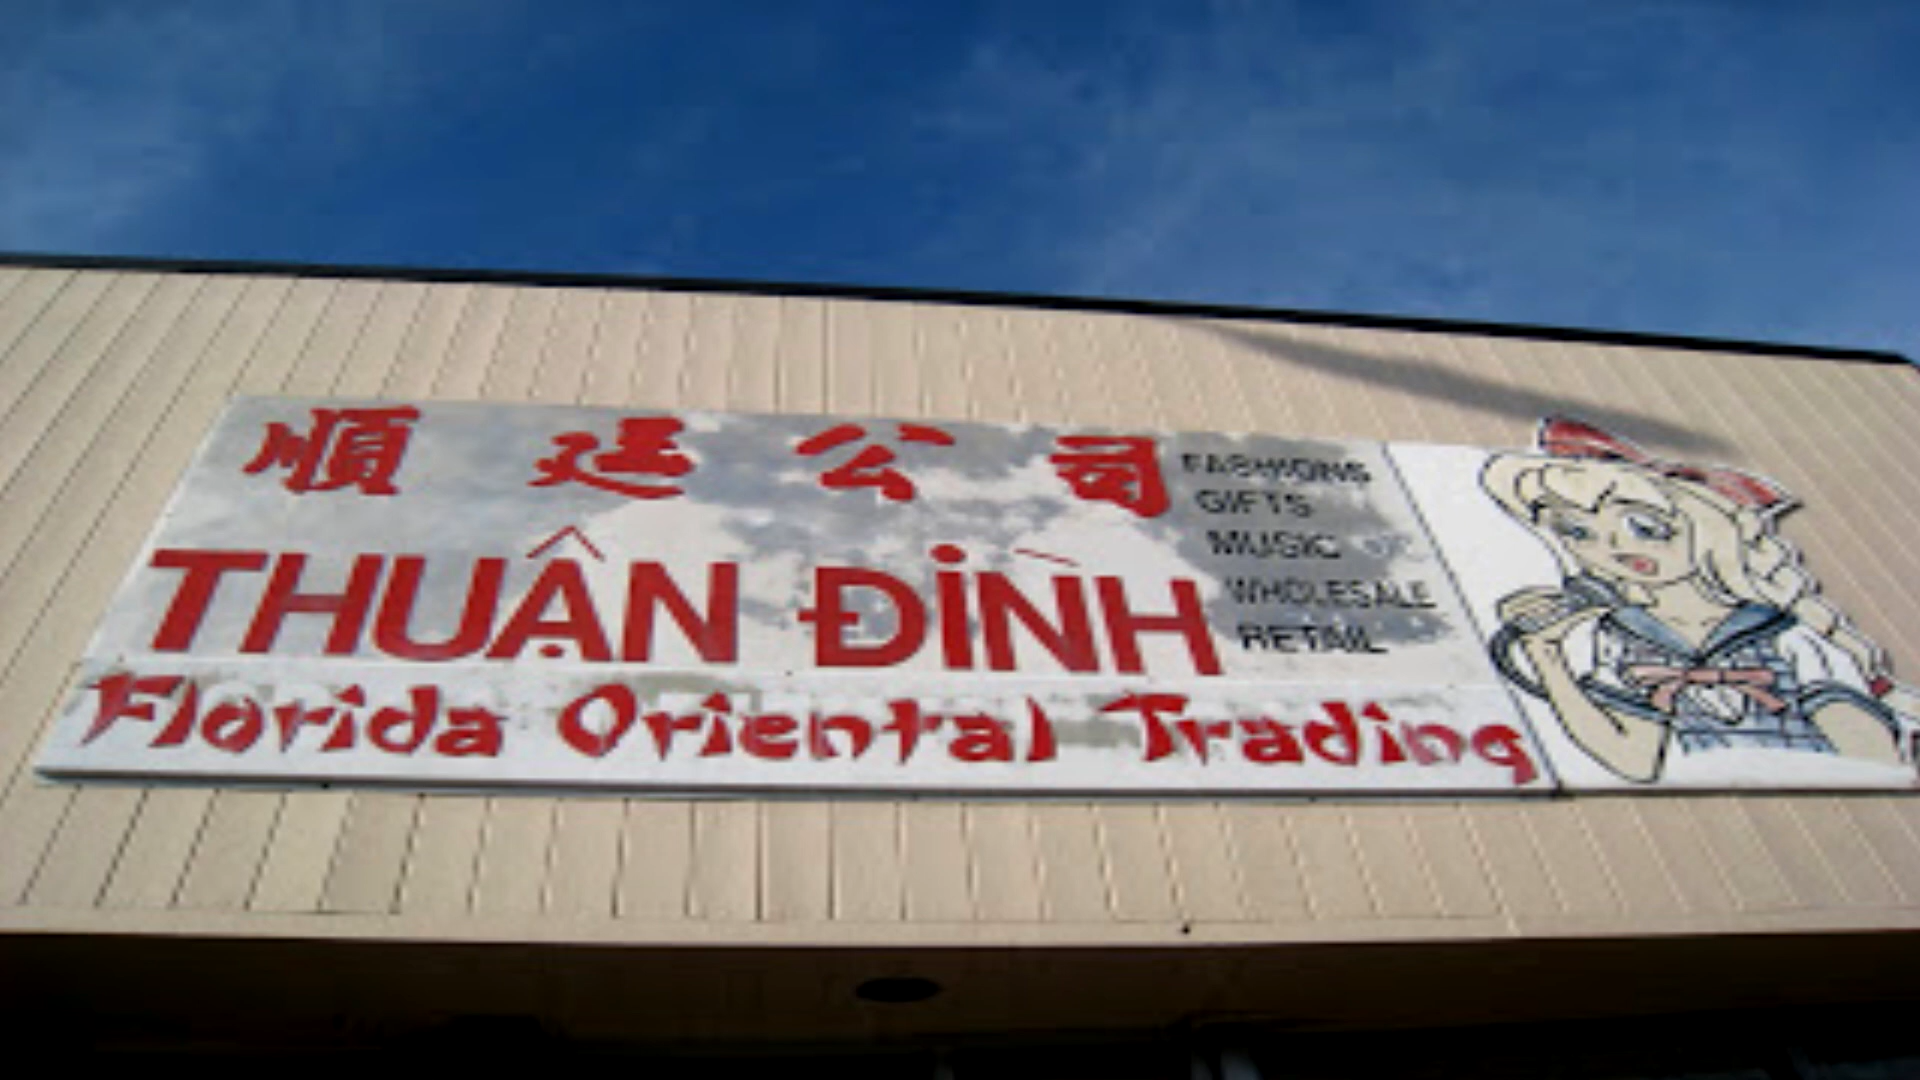 順廷公司
THUẬN ĐÌNH
Florida Oriental Trading
FASHIONS
GIFTS
MUSIC
WHOLESALE
RETAIL